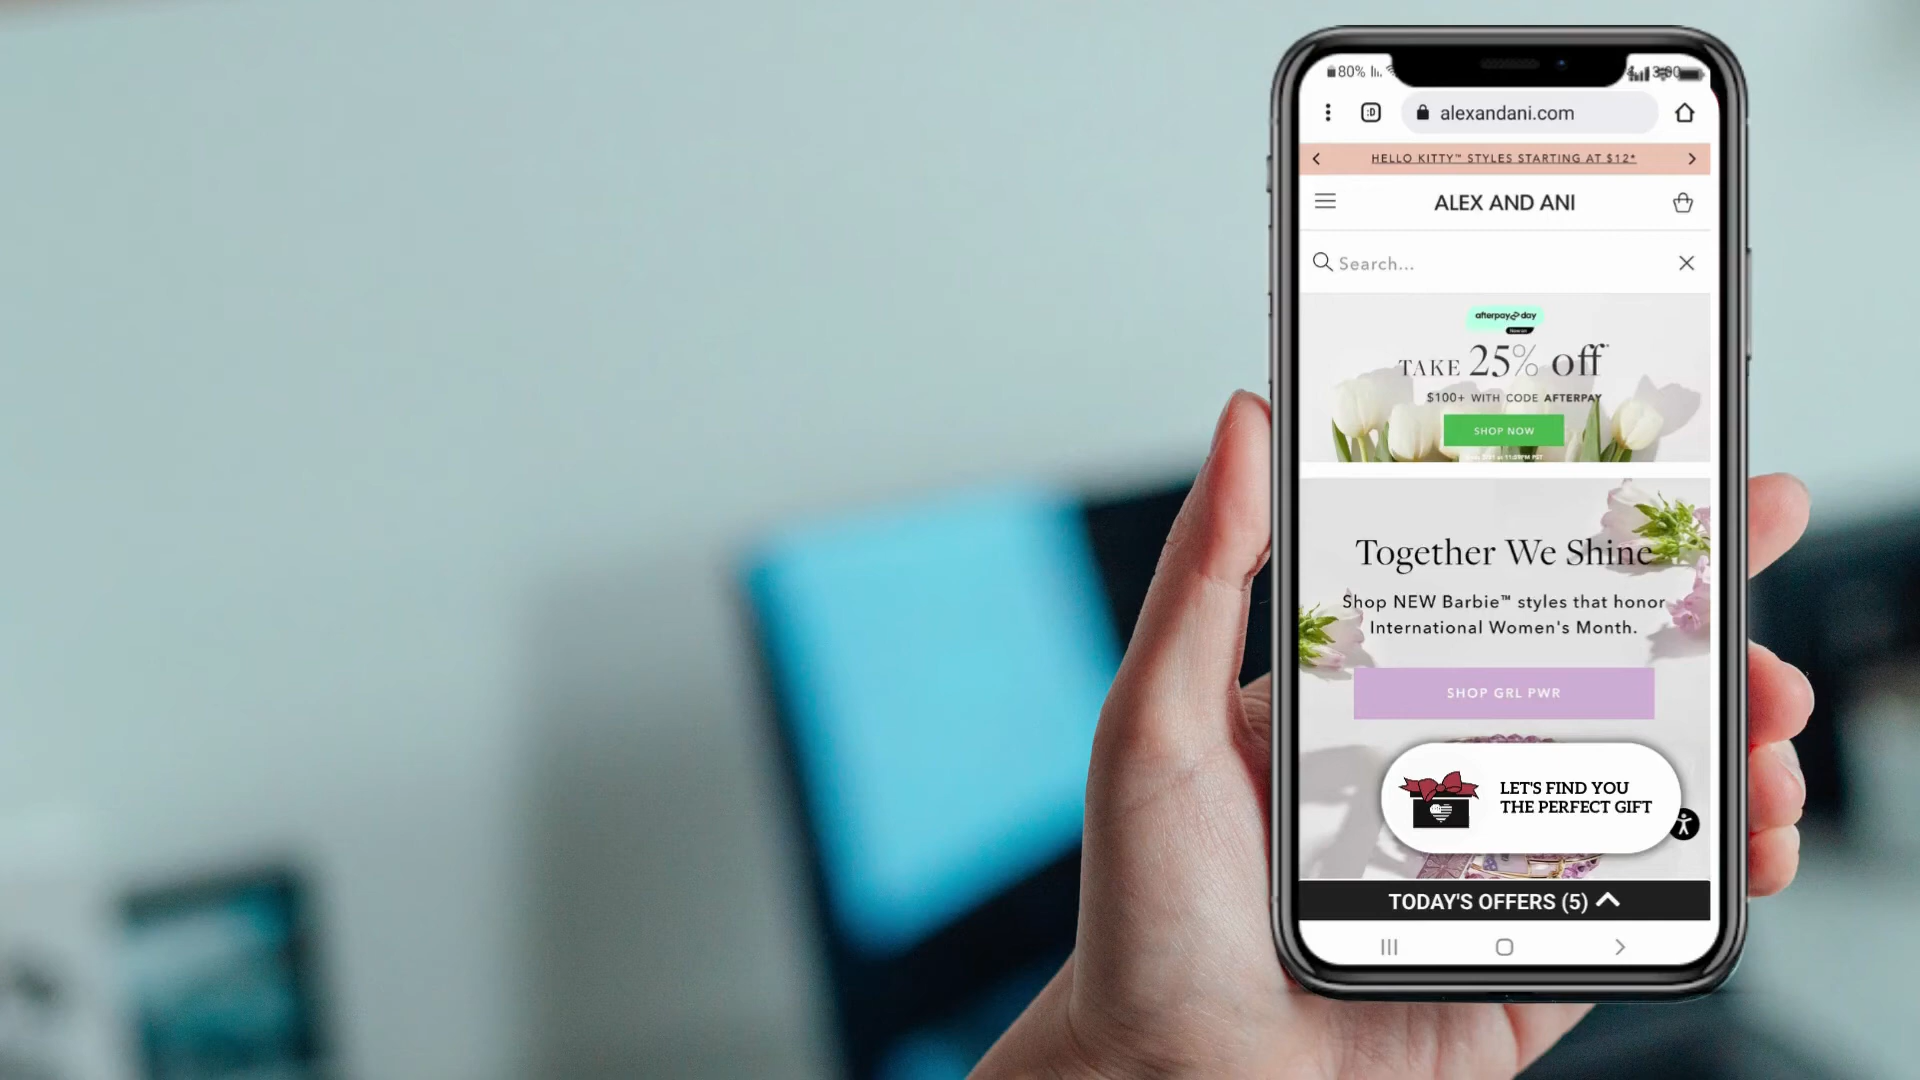 80%
alexandani.com
HELLO KITTY™ STYLES STARTING AT $12*
ALEX AND ANI
Search...
afterpay day
TAKE 25% off*
$100+ WITH CODE AFTERPAY
SHOP NOW
Together We Shine
Shop NEW Barbie™ styles that honor
International Women's Month.
SHOP GRL PWR
LET'S FIND YOU
THE PERFECT GIFT
TODAY'S OFFERS (5)